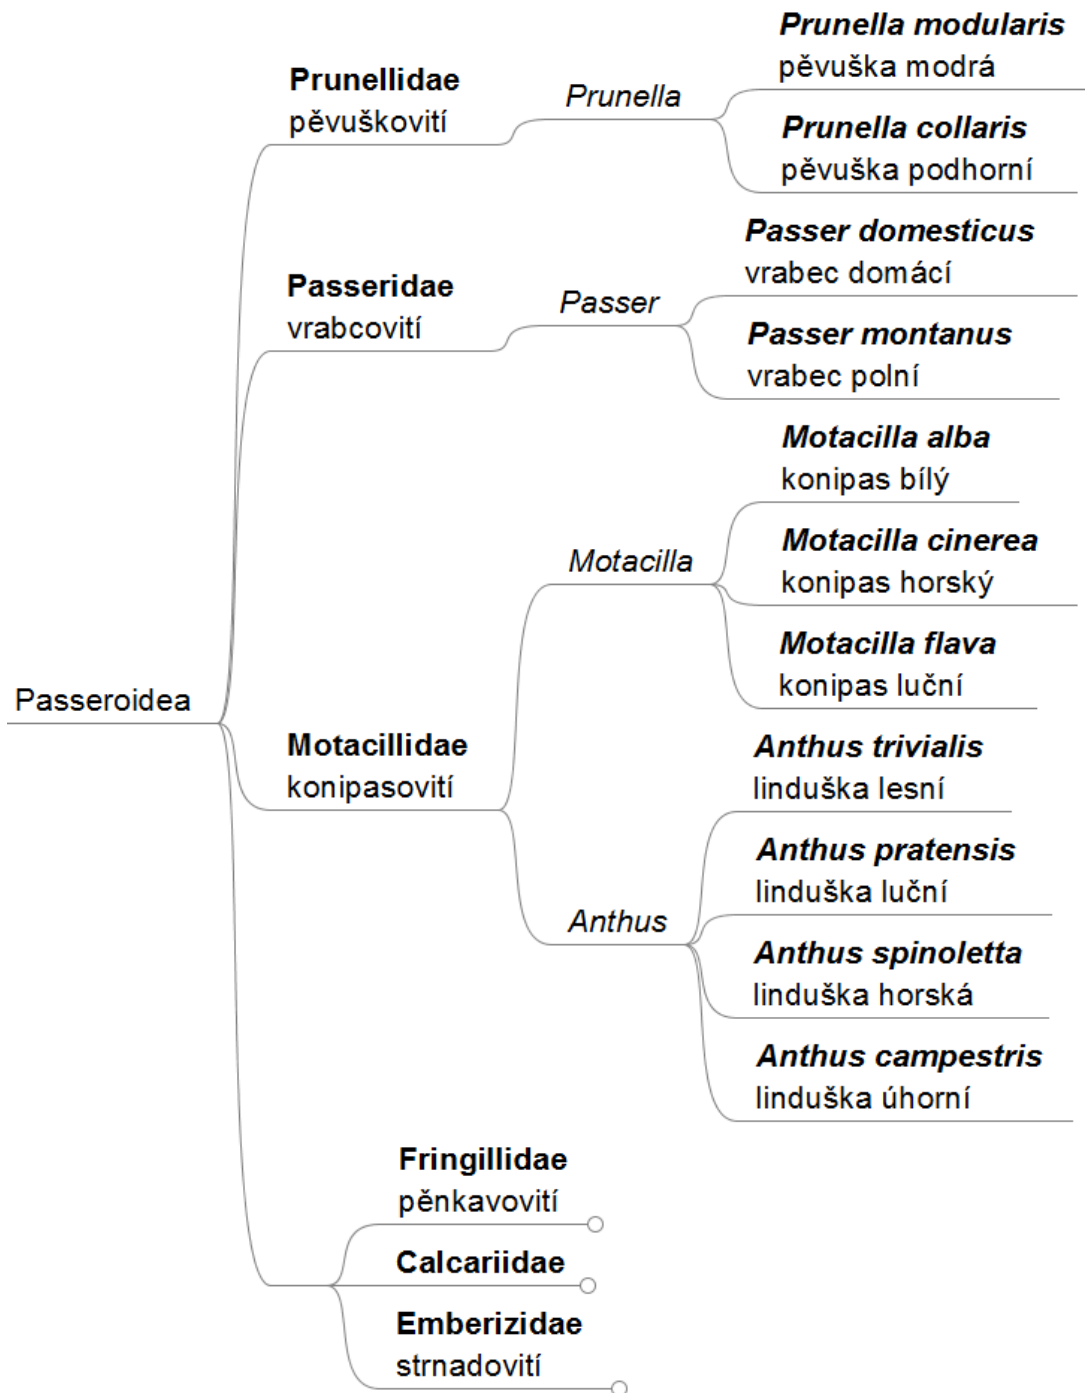 Prunella modularis
pěvuška modrá
Prunellidae
pěvuškovití
Prunella
Prunella collaris
pěvuška podhorní
Passer domesticus
vrabec domácí
Passeridae
vrabcovití
Passer
Passer montanus
vrabec polní
Motacilla alba
konipas bílý
Motacilla
Motacilla cinerea
konipas horský
Motacilla flava
konipas luční
Passeroidea
Motacillidae
konipasovití
Anthus trivialis
linduška lesní
Anthus pratensis
linduška luční
Anthus
Anthus spinoletta
linduška horská
Anthus campestris
linduška úhorní
Fringillidae
pěnkavovití
Calcariidae
Emberizidae
strnadovití